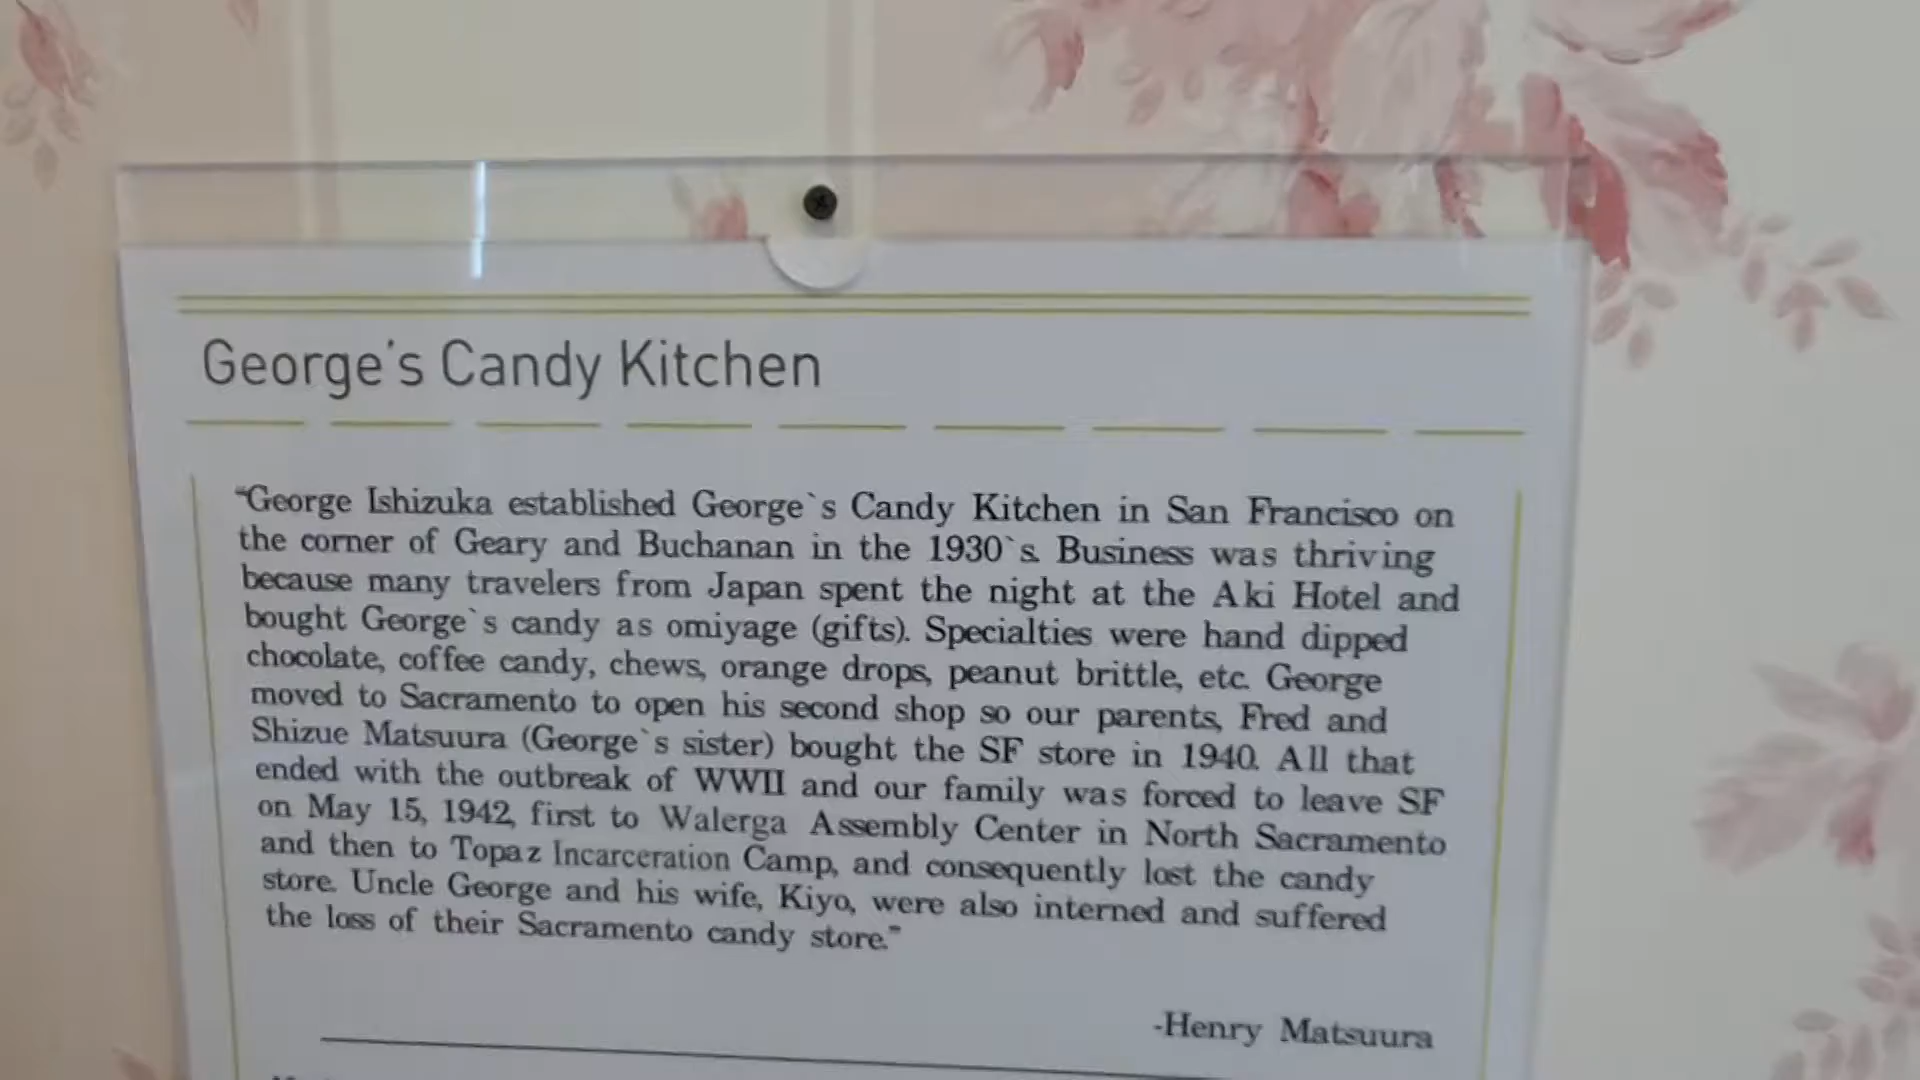 George's Candy Kitchen
“George Ishizuka established George`s Candy Kitchen in San Francisco on
the corner of Geary and Buchanan in the 1930`s. Business was thriving
because many travelers from Japan spent the night at the Aki Hotel and
bought George`s candy as omiyage (gifts). Specialties were hand dipped
chocolate, coffee candy, chews, orange drops, peanut brittle, etc. George
moved to Sacramento to open his second shop so our parents, Fred and
Shizue Matsuura (George`s sister) bought the SF store in 1940. All that
ended with the outbreak of WWII and our family was forced to leave SF
on May 15, 1942, first to Walerga Assembly Center in North Sacramento
and then to Topaz Incarceration Camp, and consequently lost the candy
store. Uncle George and his wife, Kiyo, were also interned and suffered
the loss of their Sacramento candy store.”
-Henry Matsuura